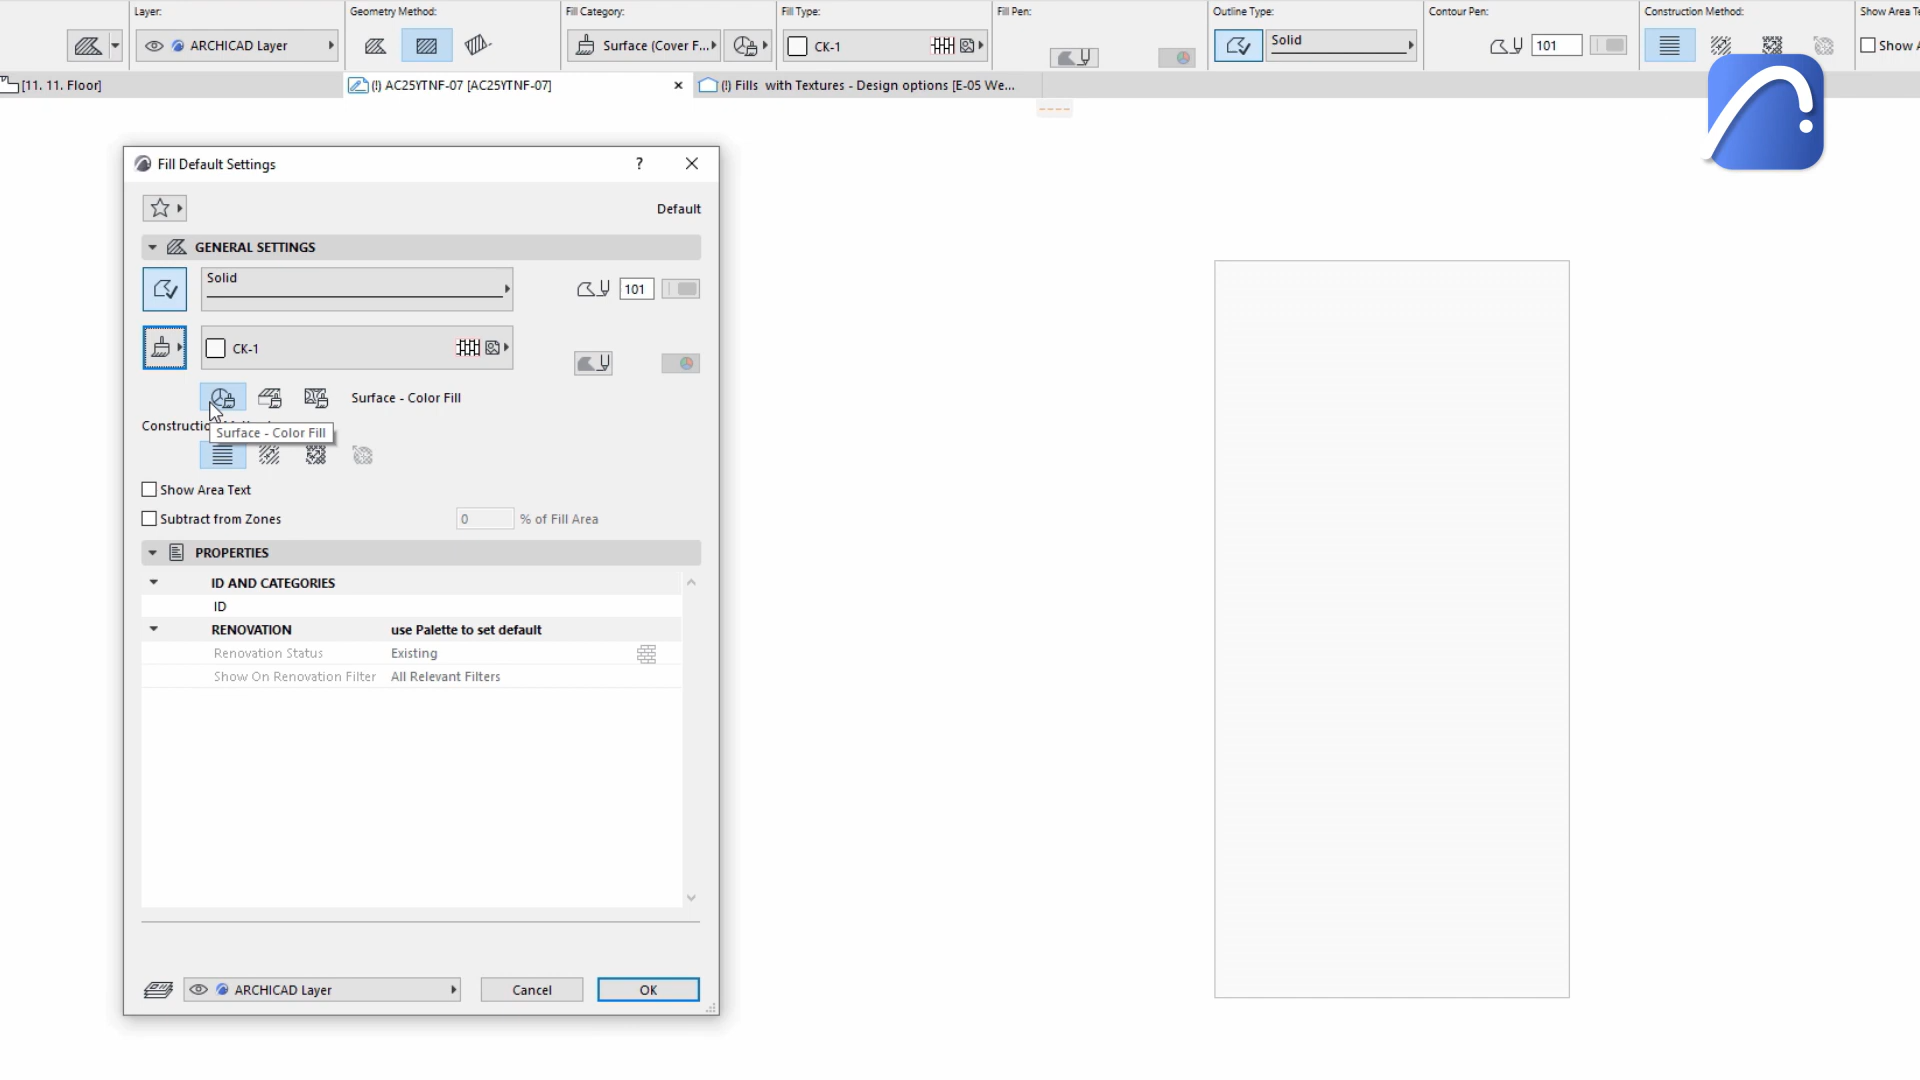 Layer:
Geometry Method:
Fill Category:
Fill Type:
Fill Pen:
Outline Type:
Contour Pen:
Construction Method:
Show Area
ARCHICAD Layer
Surface (Cover F...
CK-1
Solid
101
Show
[11. 11. Floor]
(!) AC25YTNF-07 [AC25YTNF-07]
(!) Fills with Textures - Design options [E-05 We...
Fill Default Settings
?
Default
GENERAL SETTINGS
Solid
101
CK-1
Surface - Color Fill
Surface - Color Fill
Show Area Text
Subtract from Zones
0
% of Fill Area
PROPERTIES
ID AND CATEGORIES
ID
RENOVATION
use Palette to set default
Renovation Status
Existing
Show On Renovation Filter
All Relevant Filters
ARCHICAD Layer
Cancel
OK